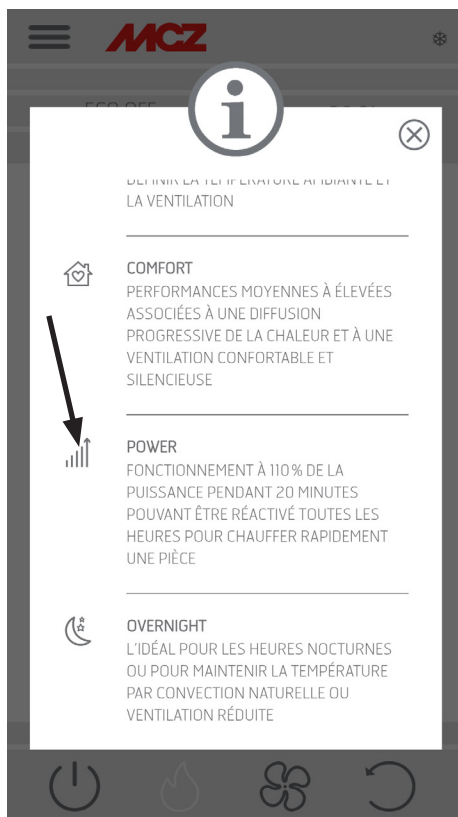 MCZ
LA VENTILATION
COMFORT
PERFORMANCES MOYENNES À ÉLEVÉES
ASSOCIÉES À UNE DIFFUSION
PROGRESSIVE DE LA CHALEUR ET À UNE
VENTILATION CONFORTABLE ET
SILENCIEUSE
POWER
FONCTIONNEMENT À 110 % DE LA
PUISSANCE PENDANT 20 MINUTES
POUVANT ÊTRE RÉACTIVÉ TOUTES LES
HEURES POUR CHAUFFER RAPIDEMENT
UNE PIÈCE
OVERNIGHT
L'IDÉAL POUR LES HEURES NOCTURNES
OU POUR MAINTENIR LA TEMPÉRATURE
PAR CONVECTION NATURELLE OU
VENTILATION RÉDUITE